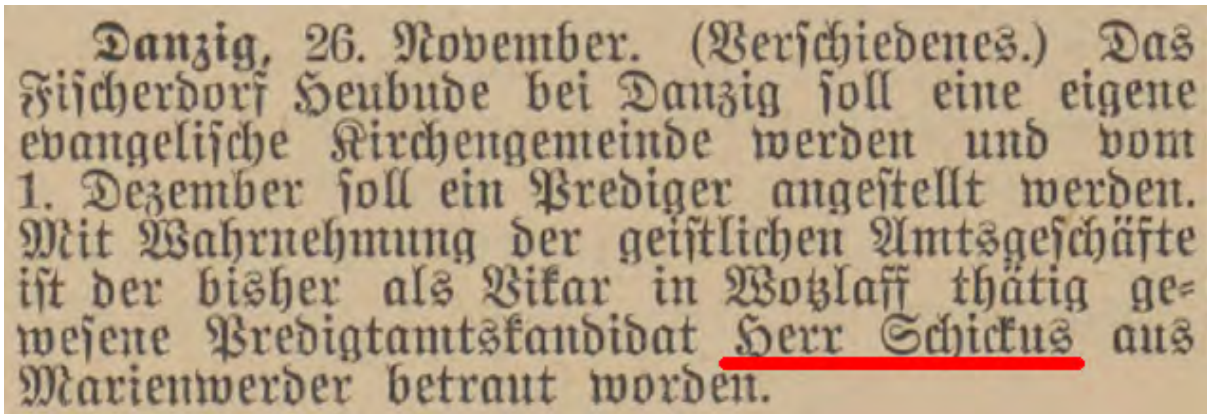 Danzig, 26. November. (Verschiedenes.) Das
Fischerdorf Heubude bei Danzig soll eine eigene
evangelische Kirchengemeinde werden und vom
1. Dezember soll ein Prediger angestellt werden.
Mit Wahrnehmung der geistlichen Amtsgeschäfte
ist der bisher als Vikar in Wotzlaff thätig ge-
wesene Predigtamtskandidat Herr Schickus aus
Marienwerder betraut worden.